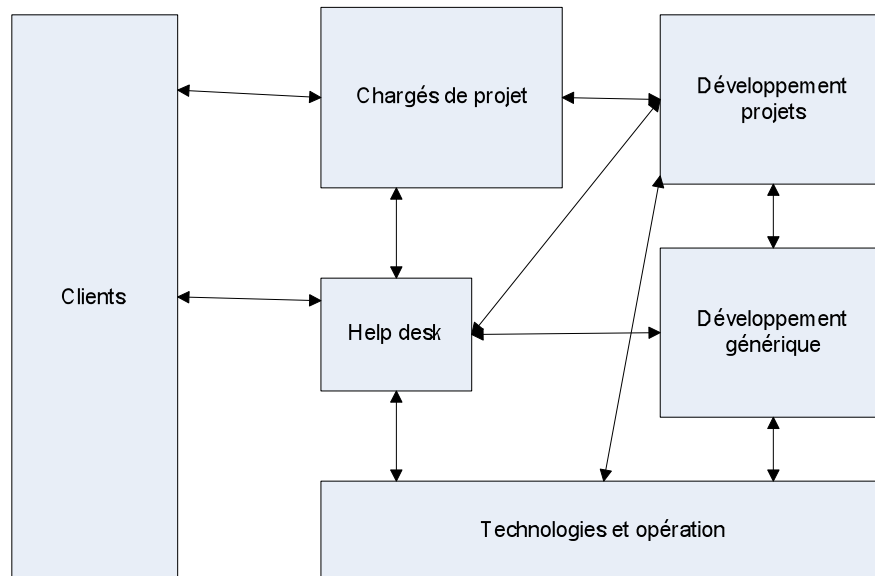 Chargés de projet
Développement
projets
Clients
Help desk
Développement
générique
Technologies et opération